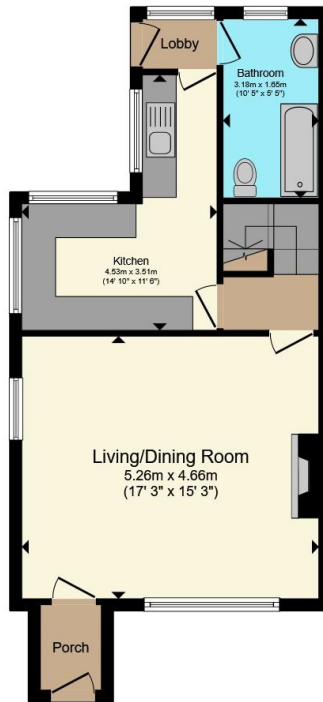 Lobby
Bathroom
3.18m x 1.65m
(10' 5" x 5' 5")
Kitchen
4.53m x 3.51m
(14' 10" x 11' 6")
Living/Dining Room
5.26m x 4.66m
(17' 3" x 15' 3")
Porch